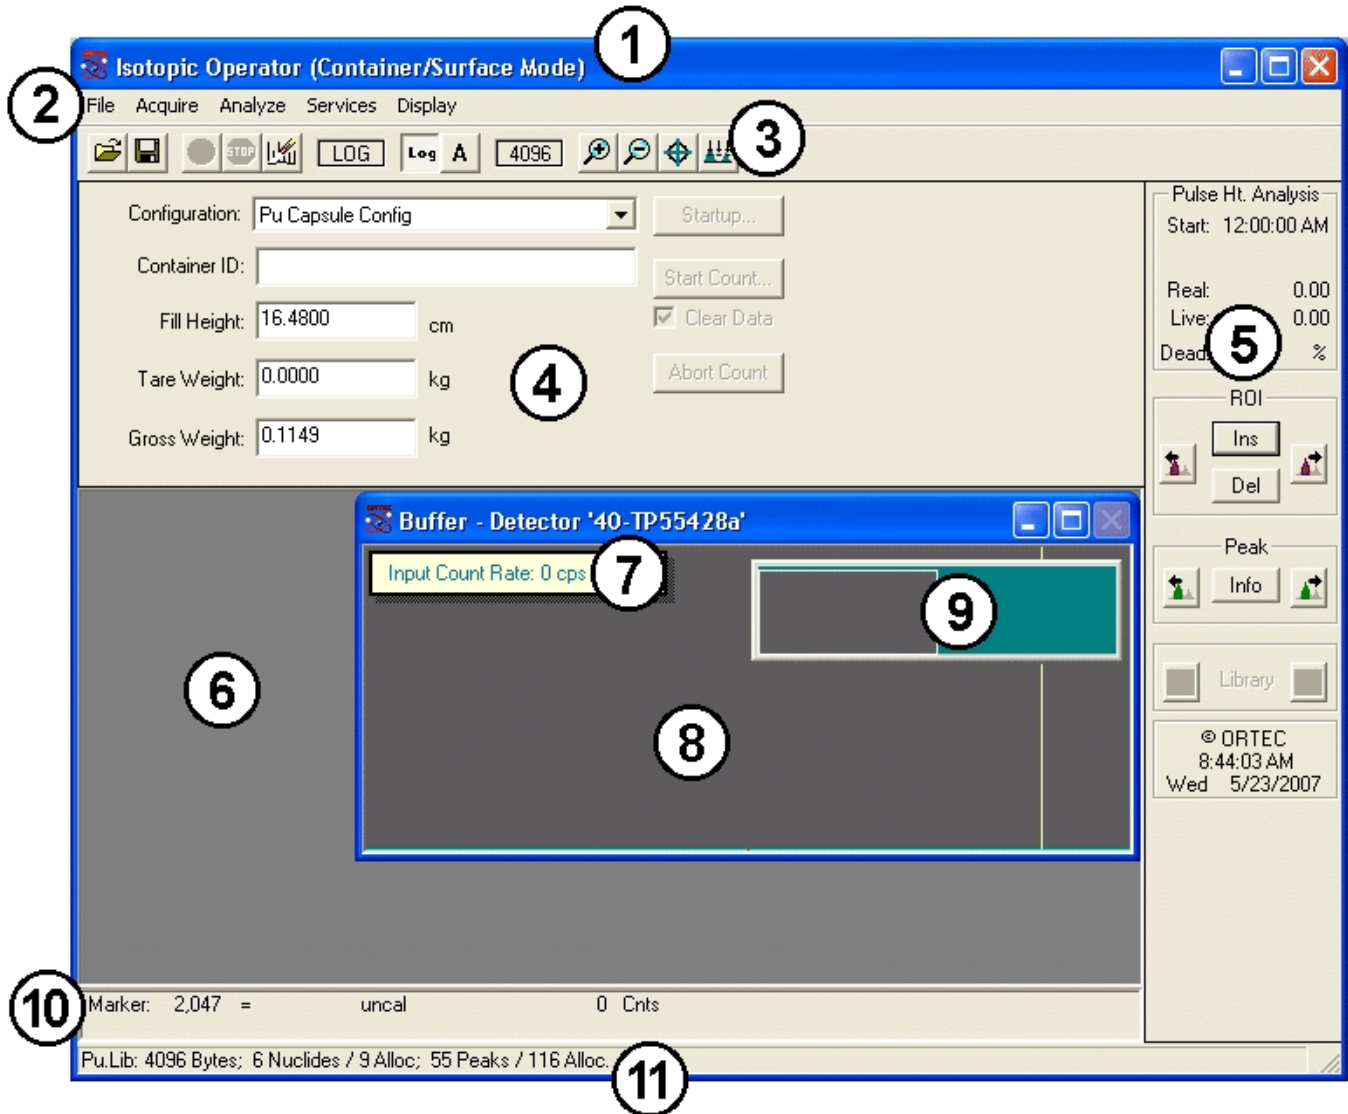 1
Isotopic Operator (Container/Surface Mode)
2
File Acquire Analyze Services Display
3
STOP LOG Log A 4096
Configuration: Pu Capsule Config Startup...
Container ID: Start Count...
Clear Data
Fill Height: 16.4800 cm
4
Tare Weight: 0.0000 kg Abort Count
Gross Weight: 0.1149 kg
Pulse Ht. Analysis
Start: 12:00:00 AM
Real: 0.00
Live: 0.00
5
Dead: %
ROI
Ins
Del
Peak
Info
Library
© ORTEC
8:44:03 AM
Wed 5/23/2007
6
Buffer - Detector '40-TP55428a'
Input Count Rate: 0 cps
7
9
8
10
Marker: 2,047 = uncal 0 Cnts
Pu.Lib: 4096 Bytes; 6 Nuclides / 9 Alloc; 55 Peaks / 116 Alloc.
11